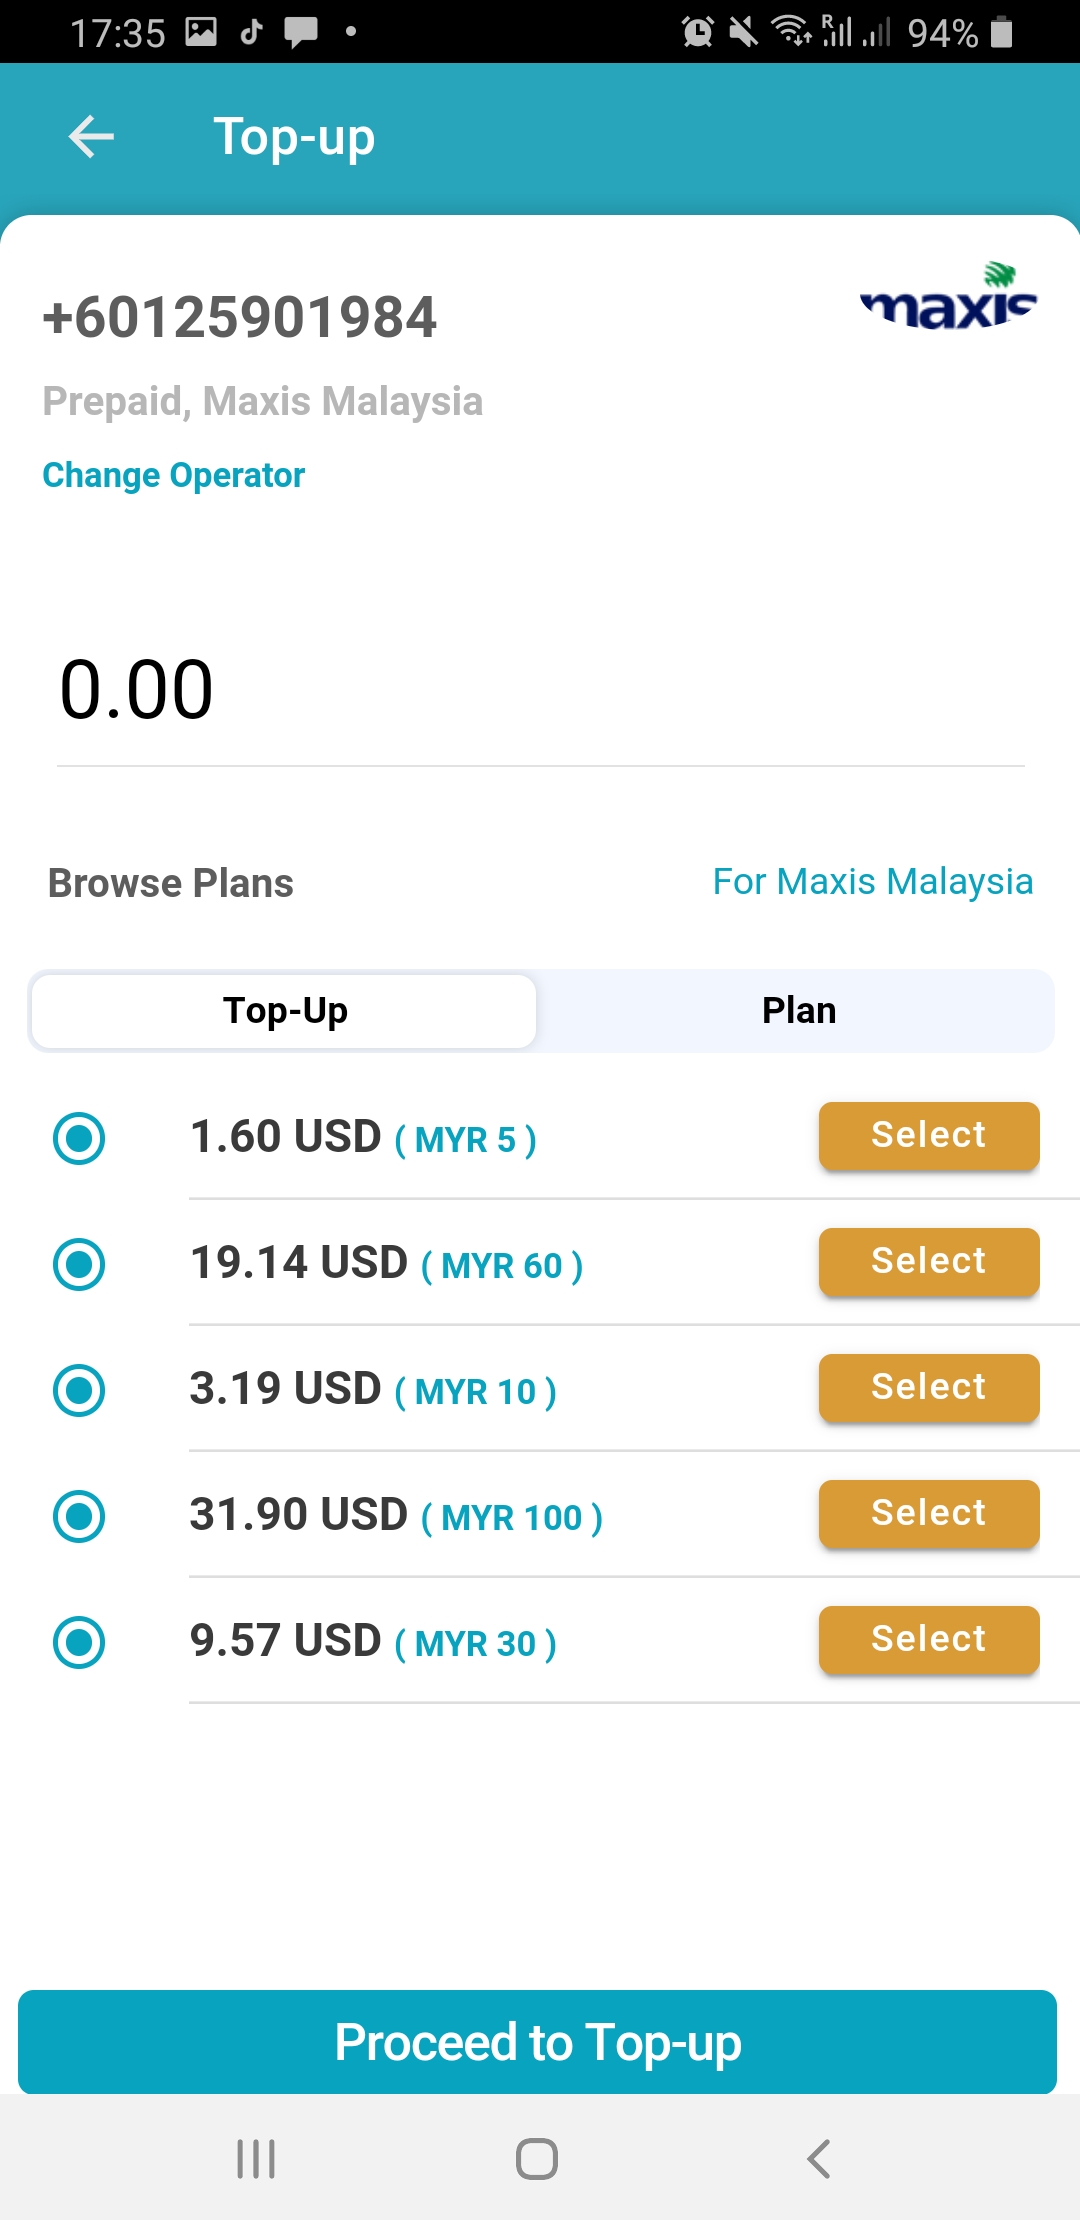 17:35 R 94%
Top-up
+60125901984
maxis
Prepaid, Maxis Malaysia
Change Operator
0.00
Browse Plans For Maxis Malaysia
Top-Up Plan
1.60 USD ( MYR 5 ) Select
19.14 USD ( MYR 60 ) Select
3.19 USD ( MYR 10 ) Select
31.90 USD ( MYR 100 ) Select
9.57 USD ( MYR 30 ) Select
Proceed to Top-up